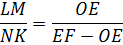 LM/NK = OE/(EF − OE)